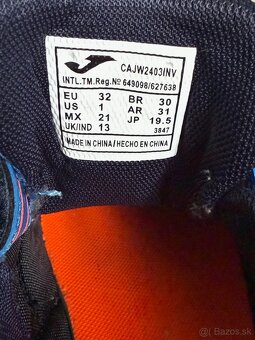 CAJW2403INV
INTL.TM.Reg.Nº 649098/627638
EU 32 BR 30
US 1 AR 31
MX 21 JP 19.5
UK/IND 13 3847
MADE IN CHINA / HECHO EN CHINA
Bazos.sk